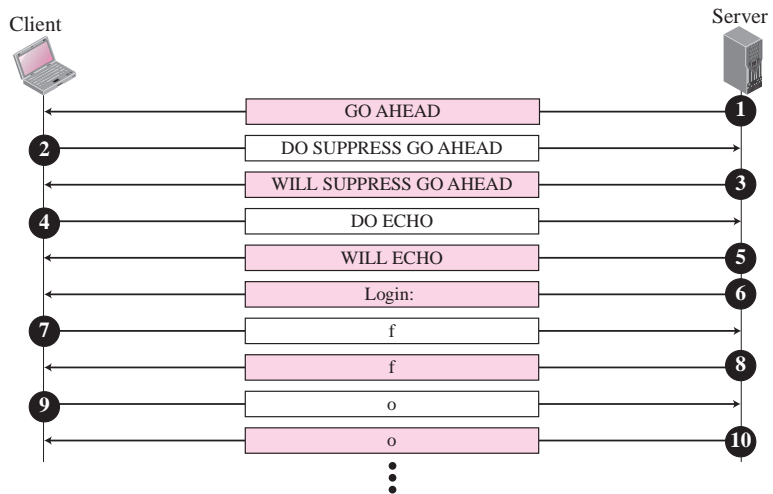 Client
Server
GO AHEAD
1
2
DO SUPPRESS GO AHEAD
WILL SUPPRESS GO AHEAD
3
4
DO ECHO
WILL ECHO
5
Login:
6
7
f
f
8
9
o
o
10